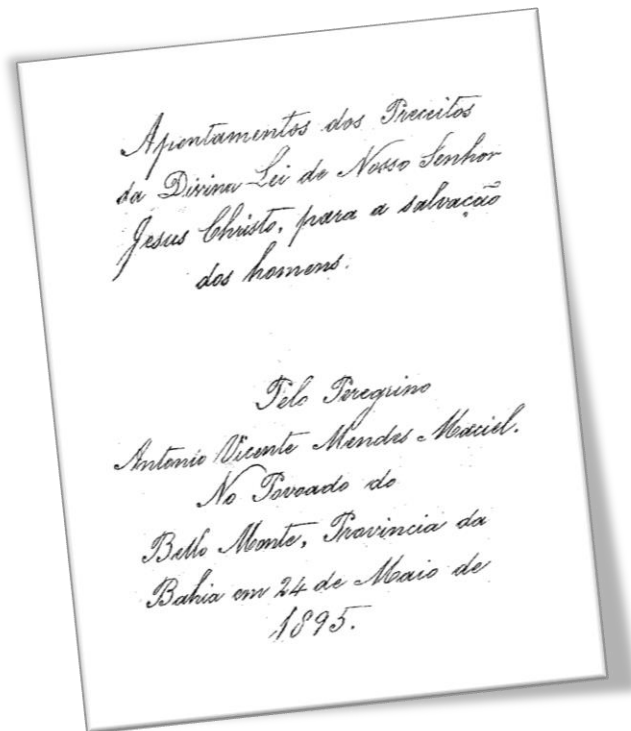 Apontamentos dos Preceitos
da Divina Lei de Nosso Senhor
Jesus Christo, para a salvação
dos homens.
Pelo Peregrino
Antonio Vicente Mendes Maciel.
No Povoado do
Bello Monte, Provincia da
Bahia em 24 de Maio de
1895.